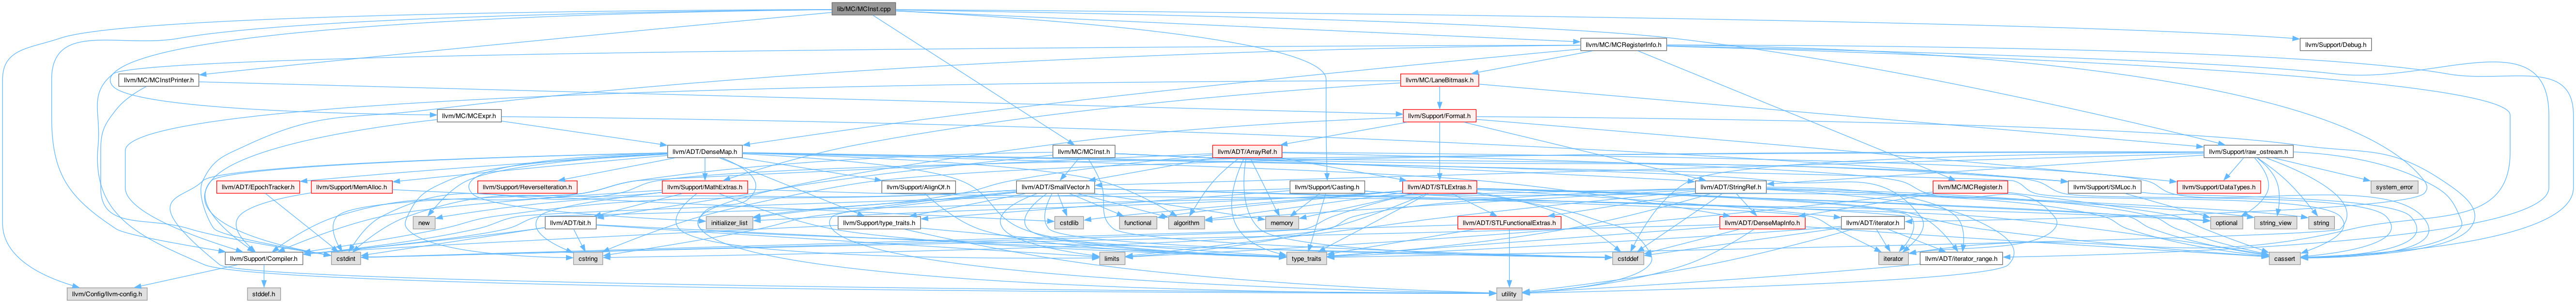 lib/MC/MCInst.cpp
llvm/MC/MCRegisterInfo.h
llvm/Support/Debug.h
llvm/MC/MCInstPrinter.h
llvm/MC/LaneBitmask.h
llvm/MC/MCExpr.h
llvm/Support/Format.h
llvm/ADT/DenseMap.h
llvm/MC/MCInst.h
llvm/ADT/ArrayRef.h
llvm/Support/raw_ostream.h
llvm/ADT/EpochTracker.h
llvm/Support/MemAlloc.h
llvm/Support/ReverseIteration.h
llvm/Support/MathExtras.h
llvm/Support/AlignOf.h
llvm/ADT/SmallVector.h
llvm/Support/Casting.h
llvm/ADT/STLExtras.h
llvm/ADT/StringRef.h
llvm/MC/MCRegister.h
llvm/Support/SMLoc.h
llvm/Support/DataTypes.h
system_error
new
llvm/ADT/bit.h
initializer_list
llvm/Support/type_traits.h
cstdlib
functional
algorithm
memory
llvm/ADT/STLFunctionalExtras.h
llvm/ADT/DenseMapInfo.h
llvm/ADT/iterator.h
optional
string_view
string
llvm/Support/Compiler.h
cstdint
cstring
limits
type_traits
cstddef
iterator
llvm/ADT/iterator_range.h
cassert
llvm/Config/llvm-config.h
stddef.h
utility